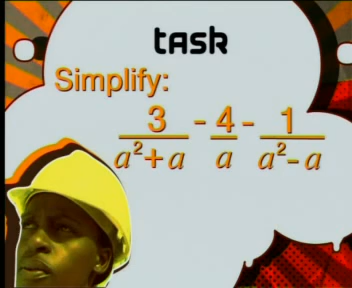 task
Simplify:
3/(a²+a) - 4/a - 1/(a²-a)